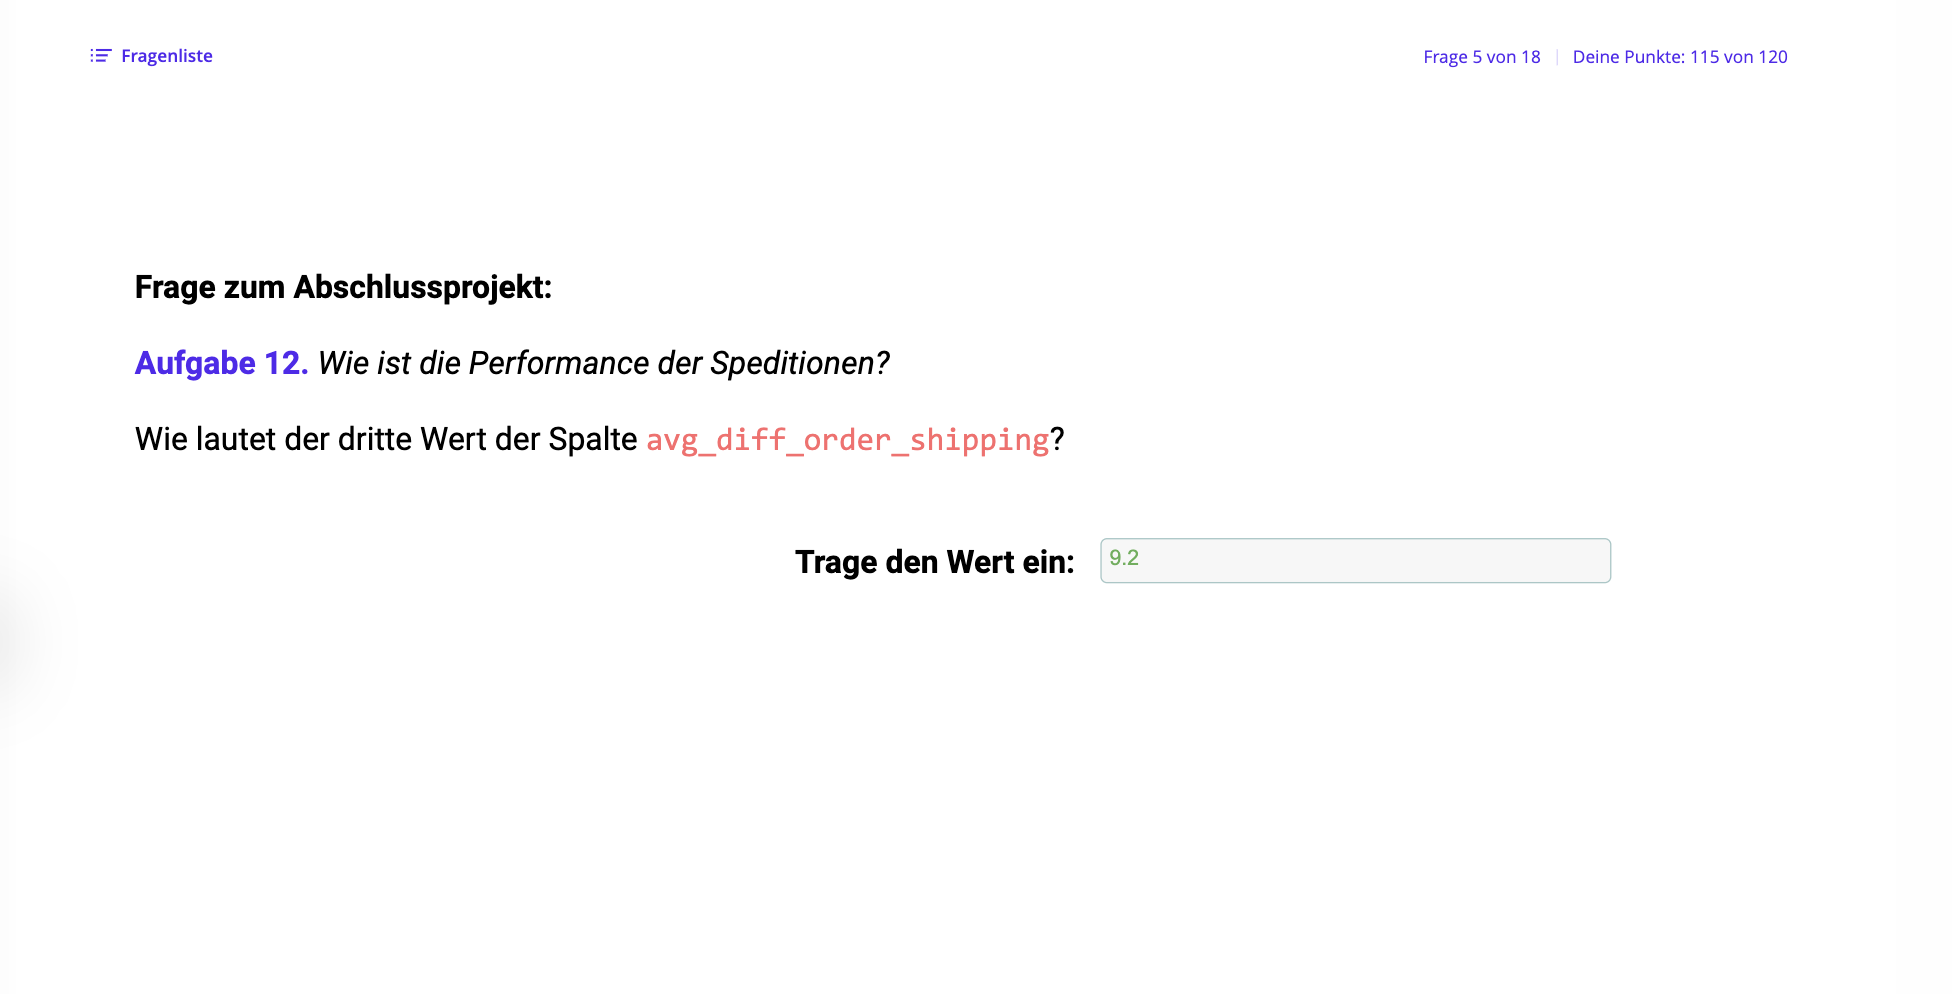 Fragenliste
Frage 5 von 18 | Deine Punkte: 115 von 120
Frage zum Abschlussprojekt:
Aufgabe 12. Wie ist die Performance der Speditionen?
Wie lautet der dritte Wert der Spalte avg_diff_order_shipping?
Trage den Wert ein: 9.2